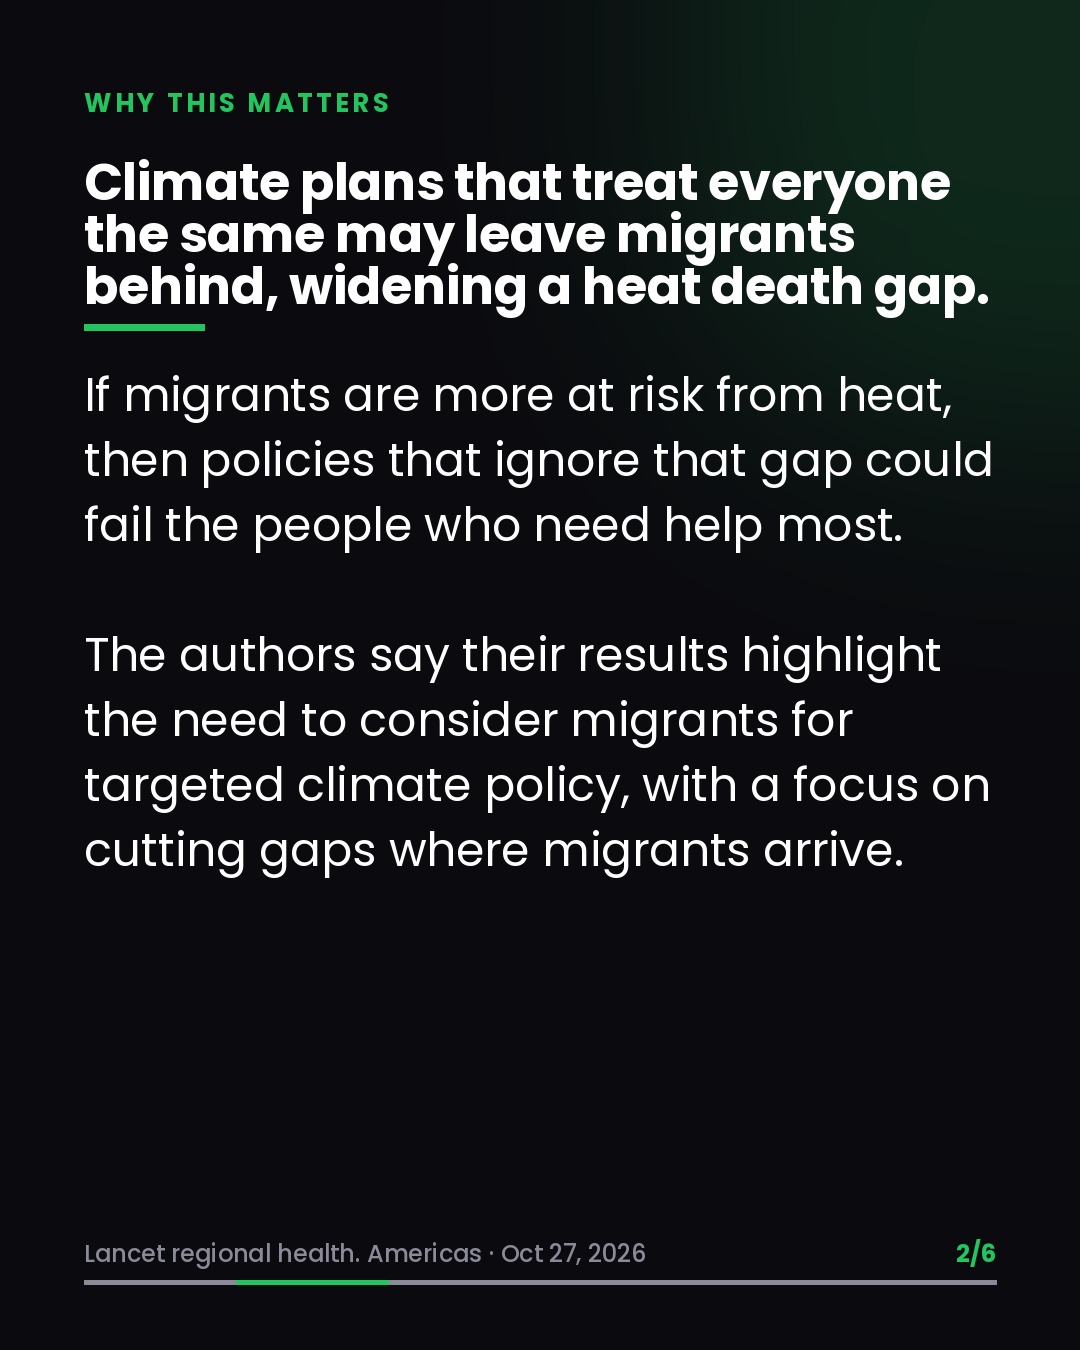 WHY THIS MATTERS
Climate plans that treat everyone
the same may leave migrants
behind, widening a heat death gap.
If migrants are more at risk from heat,
then policies that ignore that gap could
fail the people who need help most.
The authors say their results highlight
the need to consider migrants for
targeted climate policy, with a focus on
cutting gaps where migrants arrive.
Lancet regional health. Americas · Oct 27, 2026
2/6